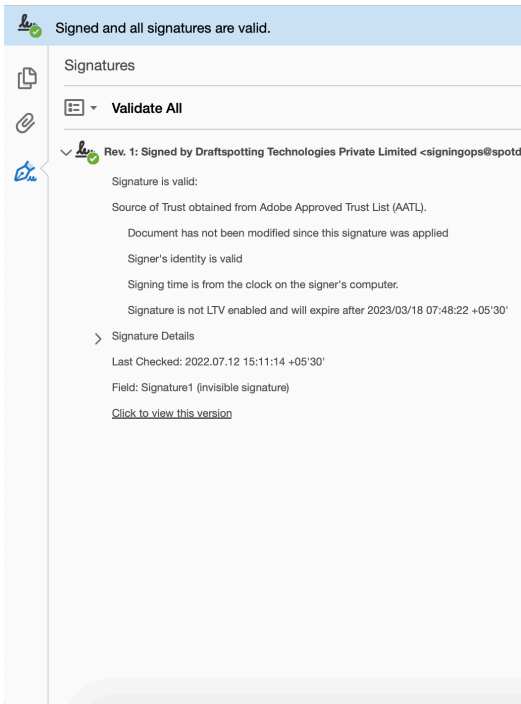 Signed and all signatures are valid.
Signatures
Validate All
Rev. 1: Signed by Draftspotting Technologies Private Limited <signingops@spotd
Signature is valid:
Source of Trust obtained from Adobe Approved Trust List (AATL).
Document has not been modified since this signature was applied
Signer's identity is valid
Signing time is from the clock on the signer's computer.
Signature is not LTV enabled and will expire after 2023/03/18 07:48:22 +05'30'
Signature Details
Last Checked: 2022.07.12 15:11:14 +05'30'
Field: Signature1 (invisible signature)
Click to view this version